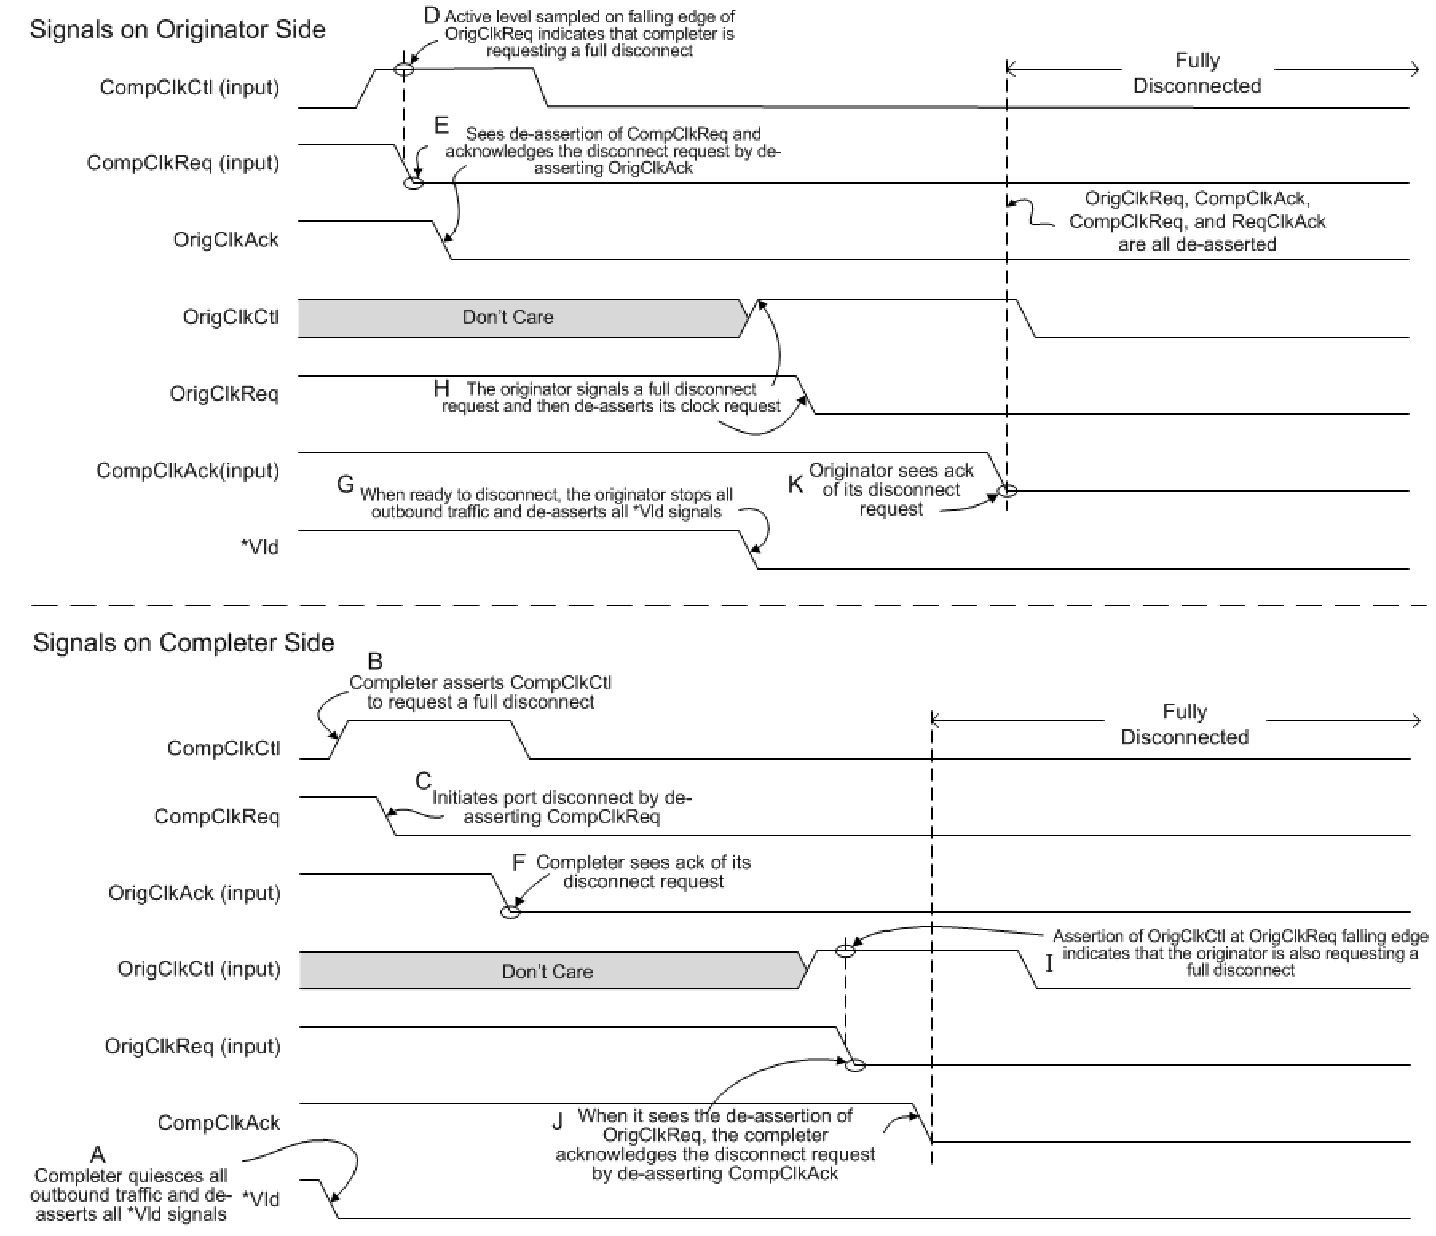 Signals on Originator Side
D Active level sampled on falling edge of
OrigClkReq indicates that completer is
requesting a full disconnect
CompClkCtl (input)
Fully
Disconnected
E Sees de-assertion of CompClkReq and
acknowledges the disconnect request by de-
asserting OrigClkAck
CompClkReq (input)
OrigClkReq, CompClkAck,
CompClkReq, and ReqClkAck
are all de-asserted
OrigClkAck
OrigClkCtl
Don't Care
OrigClkReq
H The originator signals a full disconnect
request and then de-asserts its clock request
CompClkAck(input)
G When ready to disconnect, the originator stops all
outbound traffic and de-asserts all *Vld signals
K Originator sees ack
of its disconnect
request
*Vld
Signals on Completer Side
B
Completer asserts CompClkCtl
to request a full disconnect
CompClkCtl
Fully
Disconnected
C Initiates port disconnect by de-
asserting CompClkReq
CompClkReq
F Completer sees ack of its
disconnect request
OrigClkAck (input)
OrigClkCtl (input)
Don't Care
Assertion of OrigClkCtl at OrigClkReq falling edge
I indicates that the originator is also requesting a
full disconnect
OrigClkReq (input)
CompClkAck
J When it sees the de-assertion of
OrigClkReq, the completer
acknowledges the disconnect request
by de-asserting CompClkAck
A
Completer quiesces all
outbound traffic and de-
asserts all *Vld signals
*Vld